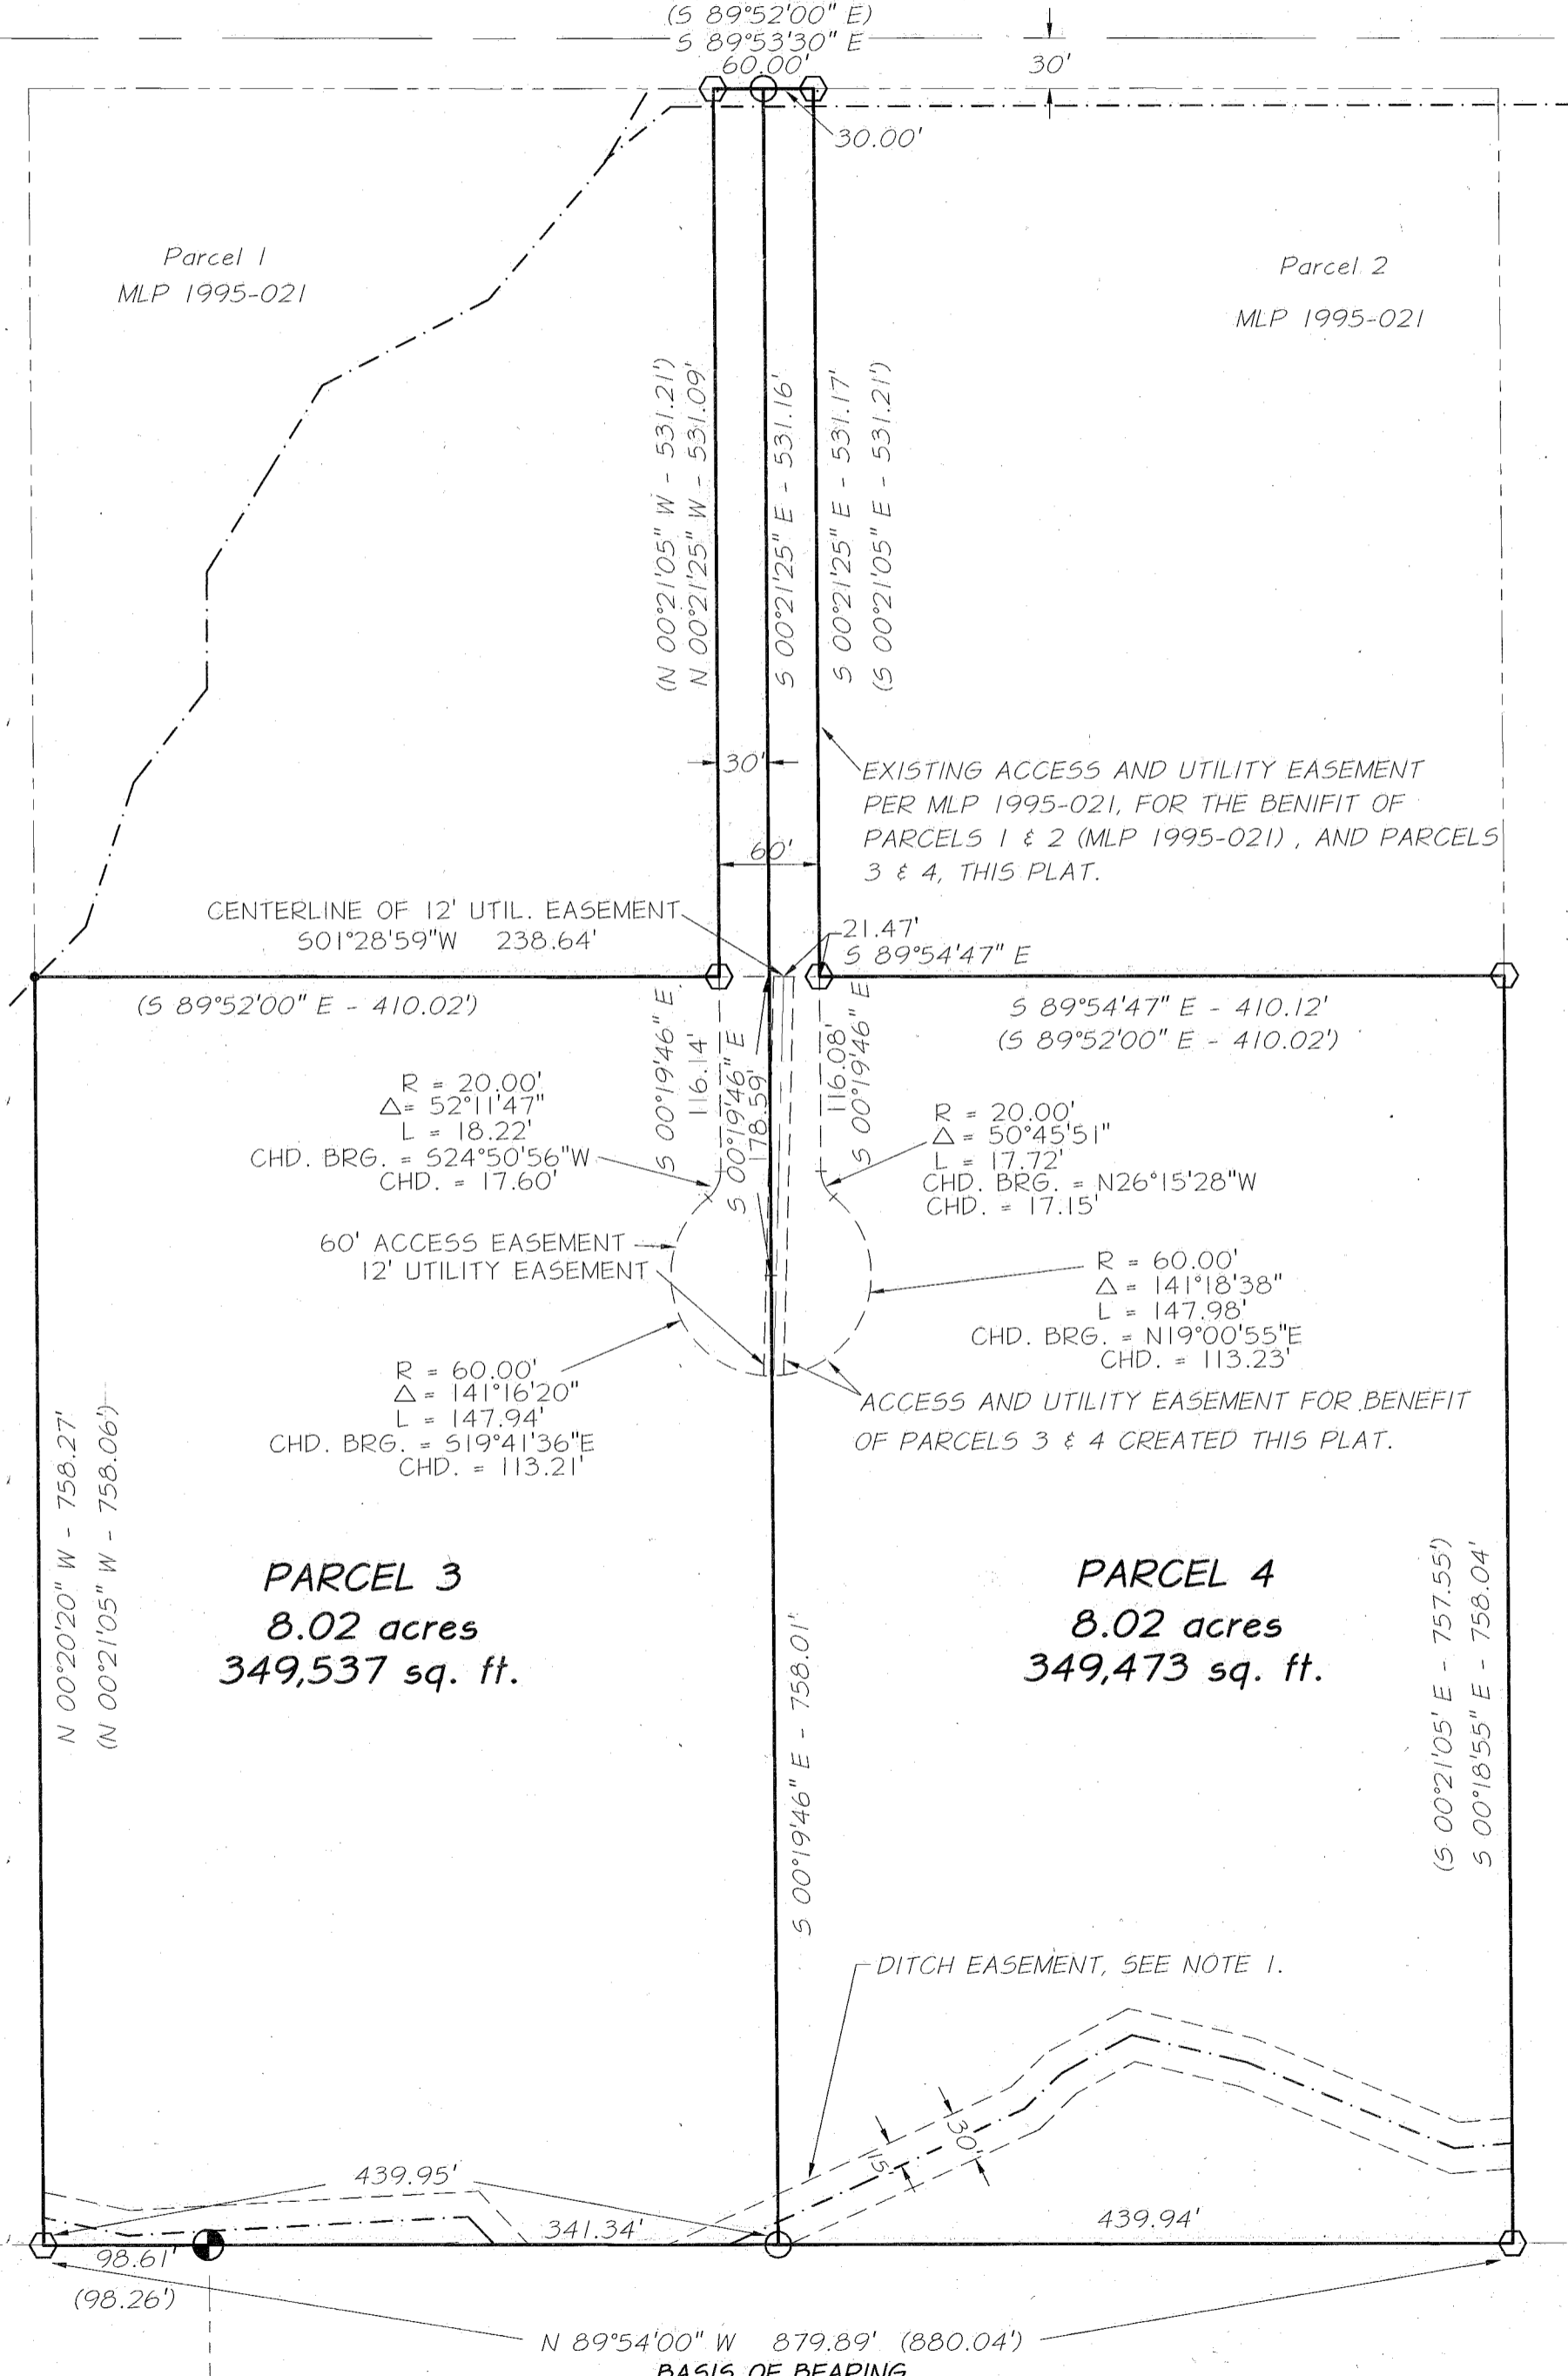 (S 89°52'00" E)
S 89°53'30" E
60.00'
30'
30.00'
Parcel 1
MLP 1995-021
Parcel 2
MLP 1995-021
(N 00°21'05" W - 531.21')
N 00°21'25" W - 531.09'
S 00°21'25" E - 531.16'
S 00°21'25" E - 531.17'
(S 00°21'05" E - 531.21')
30'
EXISTING ACCESS AND UTILITY EASEMENT
PER MLP 1995-021, FOR THE BENIFIT OF
PARCELS 1 & 2 (MLP 1995-021) , AND PARCELS
3 & 4, THIS PLAT.
60'
CENTERLINE OF 12' UTIL. EASEMENT
S01°28'59"W 238.64'
21.47'
S 89°54'47" E
(S 89°52'00" E - 410.02')
S 89°54'47" E - 410.12'
(S 89°52'00" E - 410.02')
S 00°19'46" E
116.14'
S 00°19'46" E
178.59'
116.08'
S 00°19'46" E
R = 20.00'
Δ= 52°11'47"
L = 18.22'
CHD. BRG. = S24°50'56"W
CHD. = 17.60'
R = 20.00'
Δ = 50°45'51"
L = 17.72'
CHD. BRG. = N26°15'28"W
CHD. = 17.15'
60' ACCESS EASEMENT
12' UTILITY EASEMENT
R = 60.00'
Δ = 141°18'38"
L = 147.98'
CHD. BRG. = N19°00'55"E
CHD. = 113.23'
R = 60.00'
Δ = 141°16'20"
L = 147.94'
CHD. BRG. = S19°41'36"E
CHD. = 113.21'
ACCESS AND UTILITY EASEMENT FOR BENEFIT
OF PARCELS 3 & 4 CREATED THIS PLAT.
N 00°20'20" W - 758.27'
(N 00°21'05" W - 758.06')
PARCEL 3
8.02 acres
349,537 sq. ft.
PARCEL 4
8.02 acres
349,473 sq. ft.
S 00°19'46" E - 758.01'
(S 00°21'05' E - 757.55')
S 00°18'55" E - 758.04'
DITCH EASEMENT, SEE NOTE 1.
30'
15'
439.95'
341.34'
439.94'
98.61'
(98.26')
N 89°54'00" W 879.89' (880.04')
BASIS OF BEARING